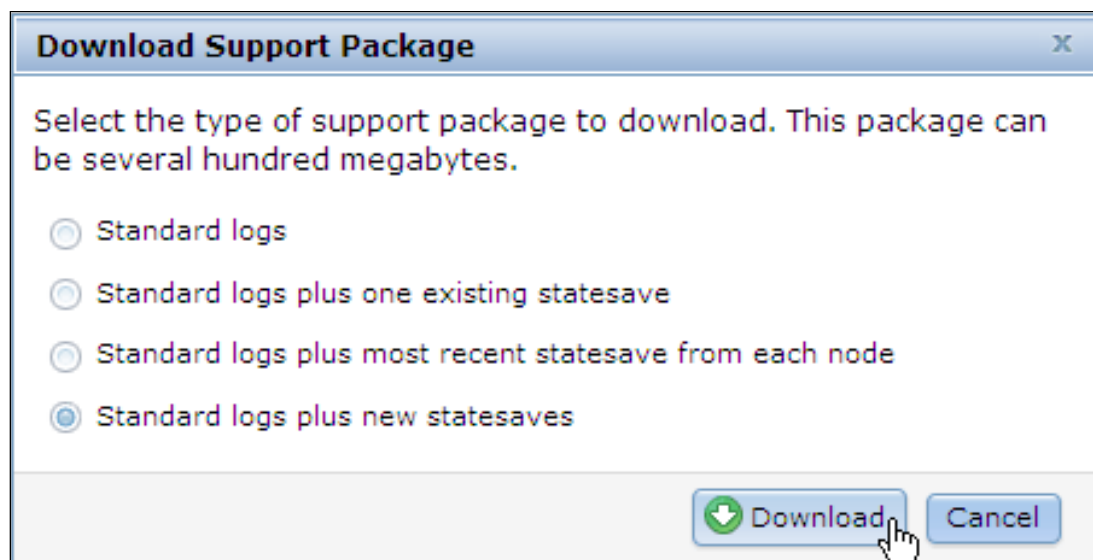 Download Support Package
x
Select the type of support package to download. This package can
be several hundred megabytes.
Standard logs
Standard logs plus one existing statesave
Standard logs plus most recent statesave from each node
Standard logs plus new statesaves
Download
Cancel